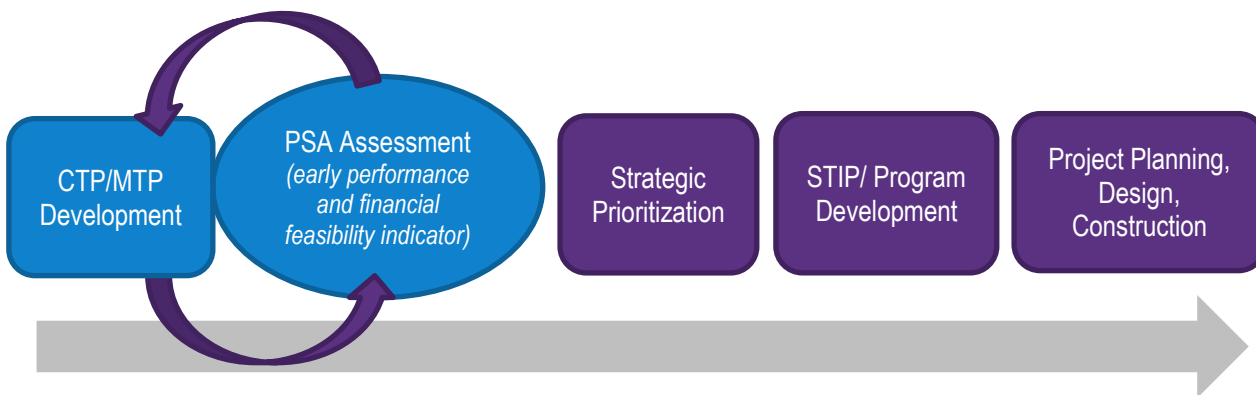 CTP/MTP
Development
PSA Assessment
(early performance
and financial
feasibility indicator)
Strategic
Prioritization
STIP/ Program
Development
Project Planning,
Design,
Construction